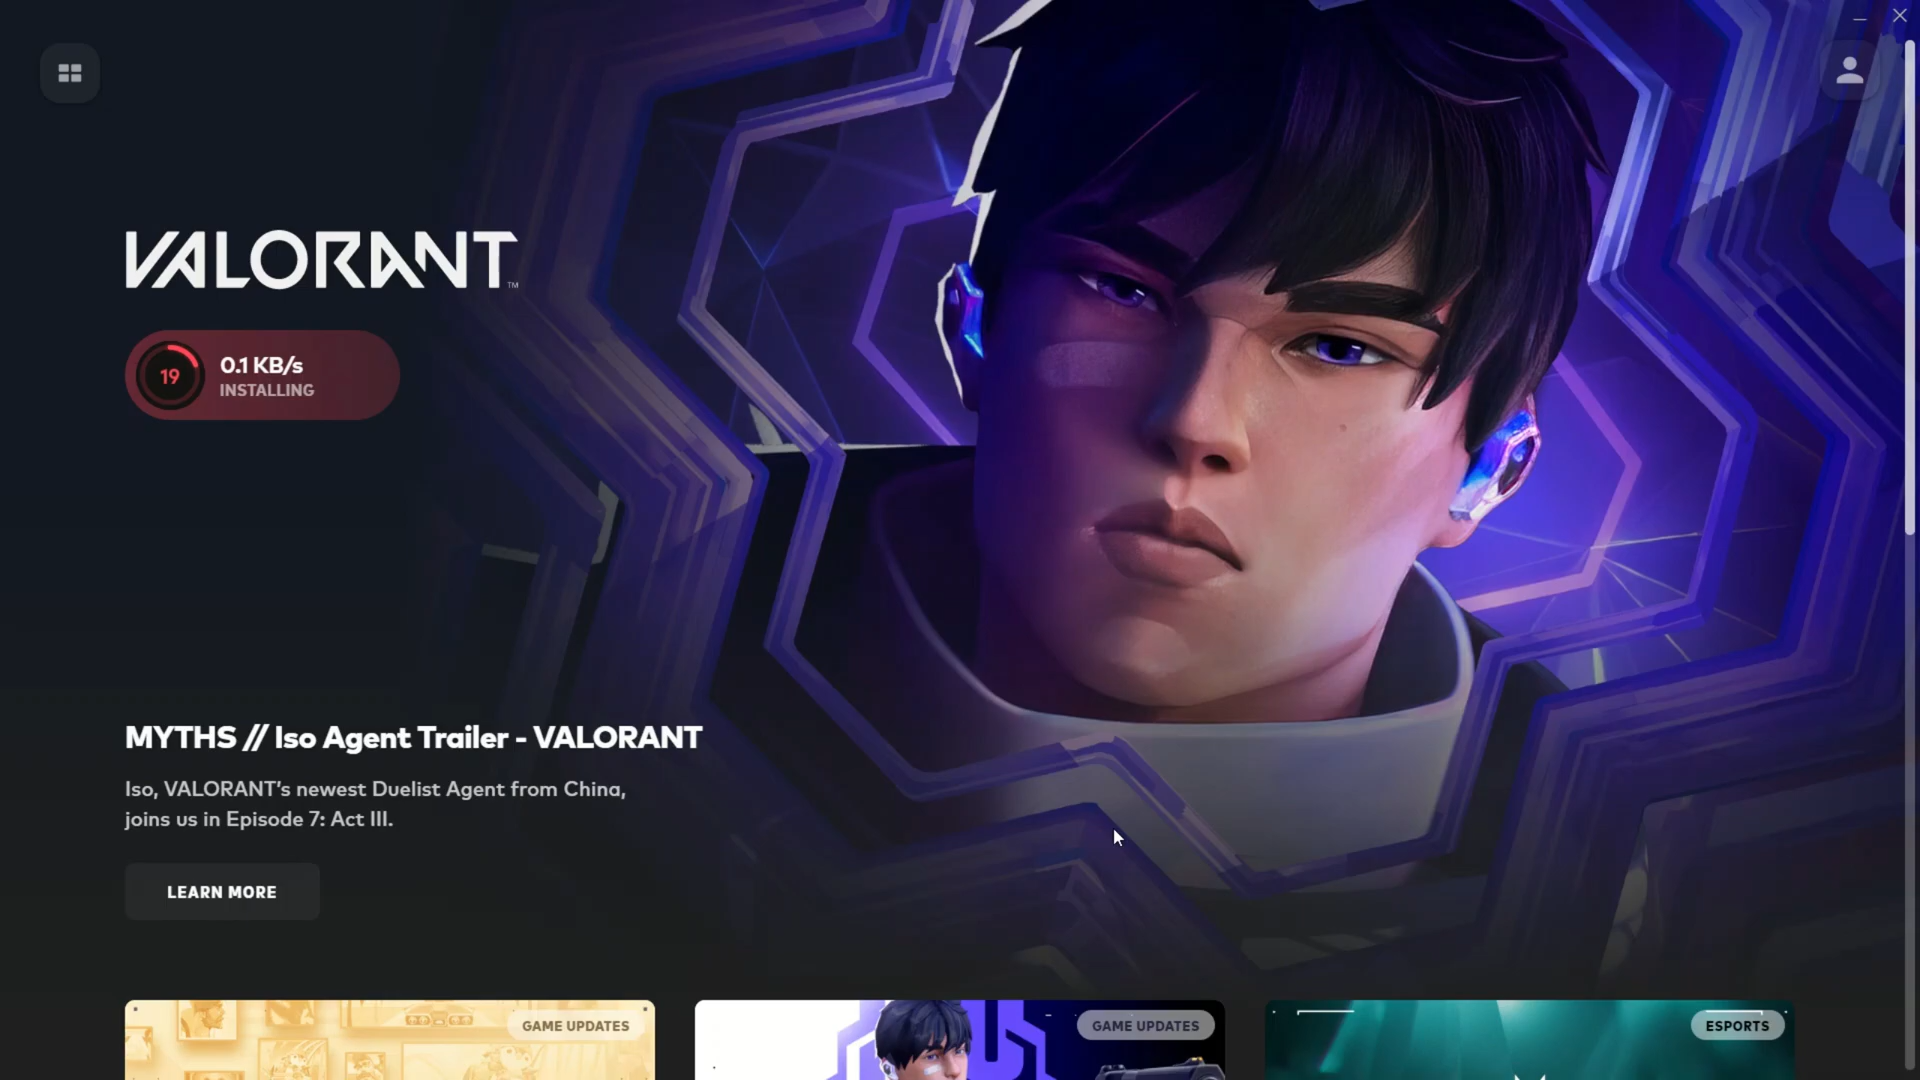 VALORANT™
19
0.1 KB/s
INSTALLING
MYTHS // Iso Agent Trailer - VALORANT
Iso, VALORANT's newest Duelist Agent from China,
joins us in Episode 7: Act III.
LEARN MORE
GAME UPDATES
GAME UPDATES
ESPORTS